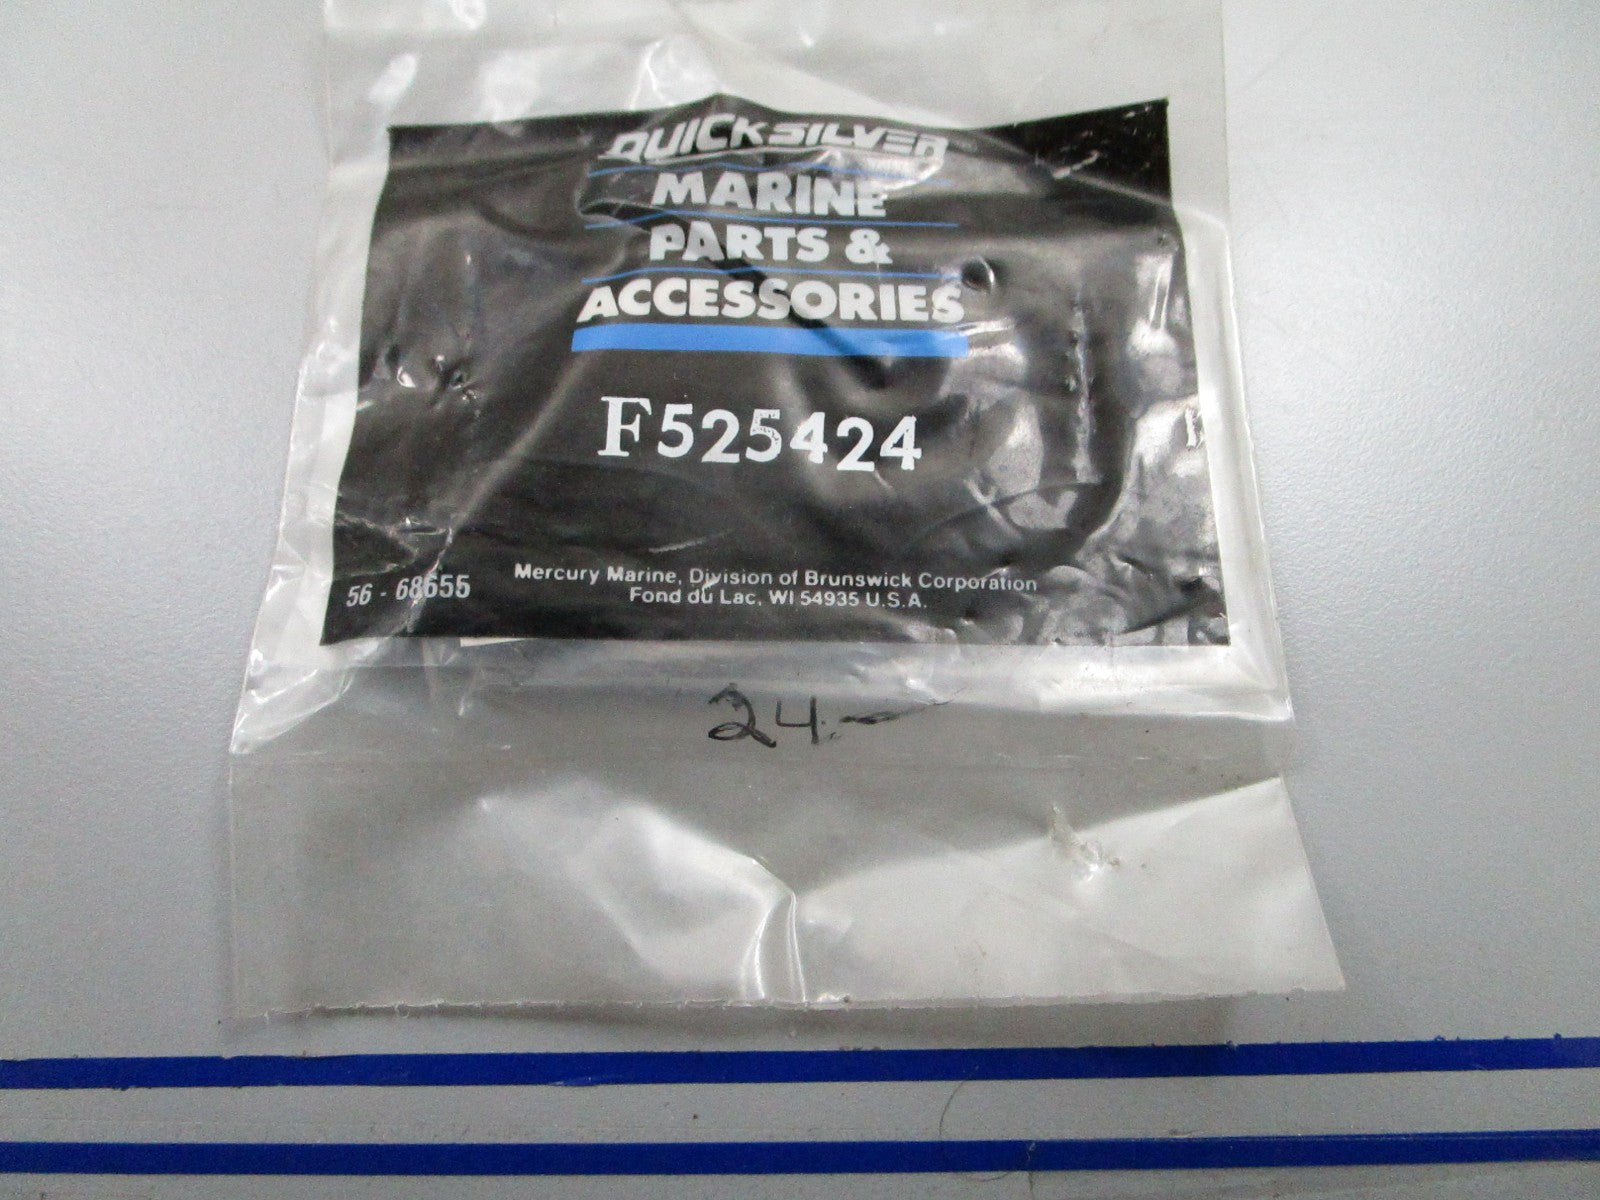 QUICKSILVER
MARINE
PARTS &
ACCESSORIES
F525424
56 - 68655
Mercury Marine, Division of Brunswick Corporation
Fond du Lac, WI 54935 U.S.A.
24.-